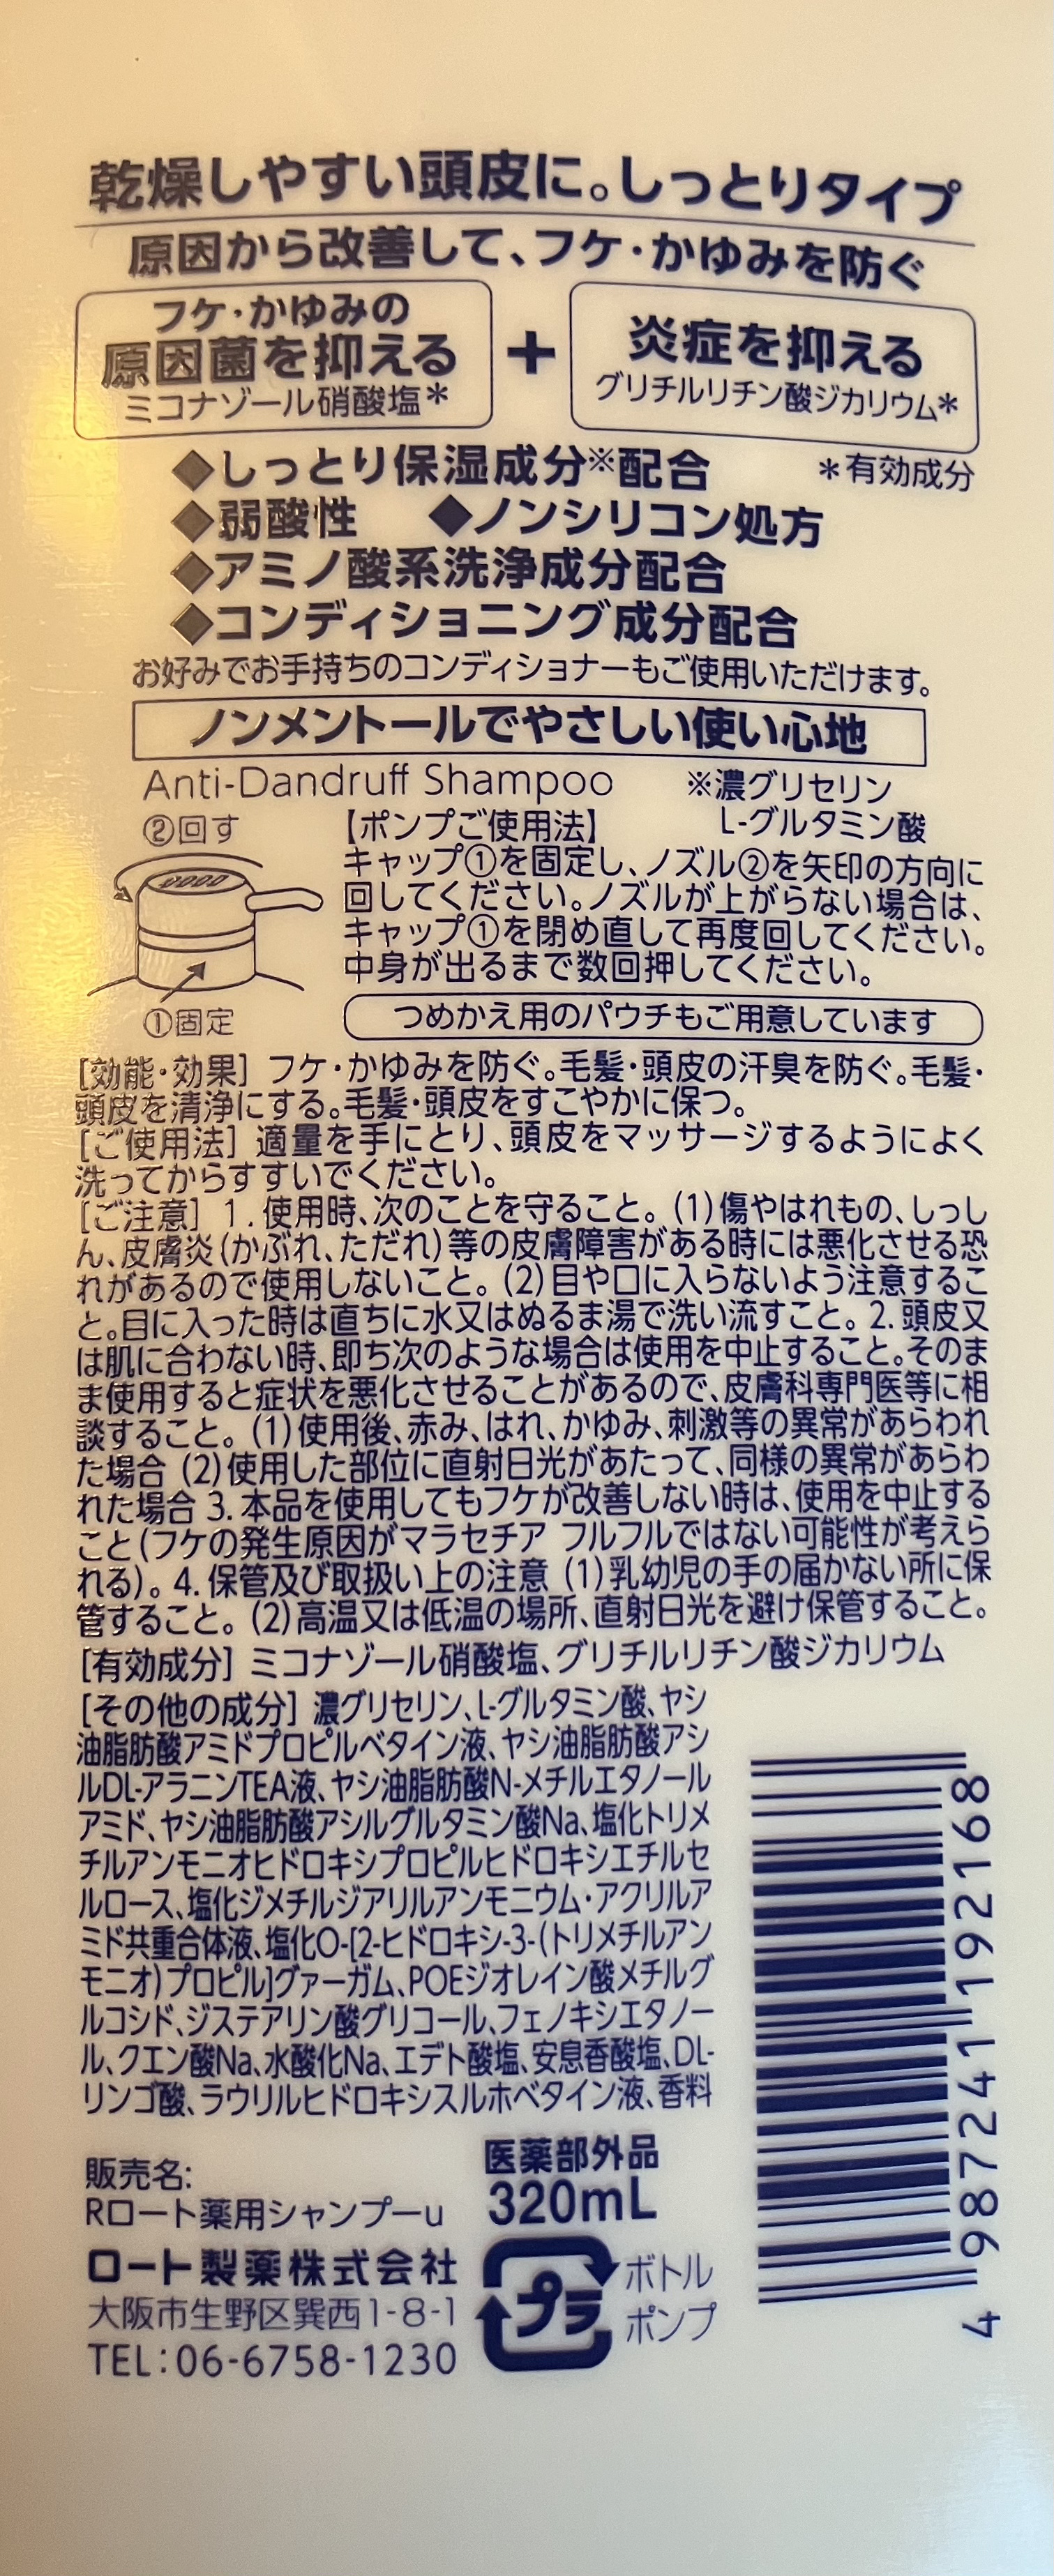 乾燥しやすい頭皮に。しっとりタイプ
原因から改善して、フケ・かゆみを防ぐ
フケ・かゆみの
原因菌を抑える
ミコナゾール硝酸塩＊
＋
炎症を抑える
グリチルリチン酸ジカリウム＊
＊有効成分
◆しっとり保湿成分※配合
◆弱酸性 ◆ノンシリコン処方
◆アミノ酸系洗浄成分配合
◆コンディショニング成分配合
お好みでお手持ちのコンディショナーもご使用いただけます。
ノンメントールでやさしい使い心地
Anti-Dandruff Shampoo
※濃グリセリン
L-グルタミン酸
②回す
①固定
【ポンプご使用法】
キャップ①を固定し、ノズル②を矢印の方向に
回してください。ノズルが上がらない場合は、
キャップ①を閉め直して再度回してください。
中身が出るまで数回押してください。
つめかえ用のパウチもご用意しています
[効能・効果] フケ・かゆみを防ぐ。毛髪・頭皮の汗臭を防ぐ。毛髪・
頭皮を清浄にする。毛髪・頭皮をすこやかに保つ。
[ご使用法] 適量を手にとり、頭皮をマッサージするようによく
洗ってからすすいでください。
[ご注意] 1. 使用時、次のことを守ること。(1)傷やはれもの、しっし
ん、皮膚炎(かぶれ、ただれ)等の皮膚障害がある時には悪化させる恐
れがあるので使用しないこと。(2)目や口に入らないよう注意するこ
と。目に入った時は直ちに水又はぬるま湯で洗い流すこと。2. 頭皮又
は肌に合わない時、即ち次のような場合は使用を中止すること。そのま
ま使用すると症状を悪化させることがあるので、皮膚科専門医等に相
談すること。(1)使用後、赤み、はれ、かゆみ、刺激等の異常があらわれ
た場合 (2)使用した部位に直射日光があたって、同様の異常があらわ
れた場合 3. 本品を使用してもフケが改善しない時は、使用を中止する
こと(フケの発生原因がマラセチア フルフルではない可能性が考えら
れる)。4. 保管及び取扱い上の注意 (1)乳幼児の手の届かない所に保
管すること。(2)高温又は低温の場所、直射日光を避け保管すること。
[有効成分] ミコナゾール硝酸塩、グリチルリチン酸ジカリウム
[その他の成分] 濃グリセリン、L-グルタミン酸、ヤシ
油脂肪酸アミドプロピルベタイン液、ヤシ油脂肪酸アシ
ルDL-アラニンTEA液、ヤシ油脂肪酸N-メチルエタノール
アミド、ヤシ油脂肪酸アシルグルタミン酸Na、塩化トリメ
チルアンモニオヒドロキシプロピルヒドロキシエチルセ
ルロース、塩化ジメチルジアリルアンモニウム・アクリルア
ミド共重合体液、塩化O-[2-ヒドロキシ-3-(トリメチルアン
モニオ)プロピル]グァーガム、POEジオレイン酸メチルグ
ルコシド、ジステアリン酸グリコール、フェノキシエタノー
ル、クエン酸Na、水酸化Na、エデト酸塩、安息香酸塩、DL-
リンゴ酸、ラウリルヒドロキシスルホベタイン液、香料
4 987241 192168
販売名:
Rロート薬用シャンプーu
医薬部外品
320mL
ロート製薬株式会社
大阪市生野区巽西1-8-1
TEL:06-6758-1230
プラ
ボトル
ポンプ